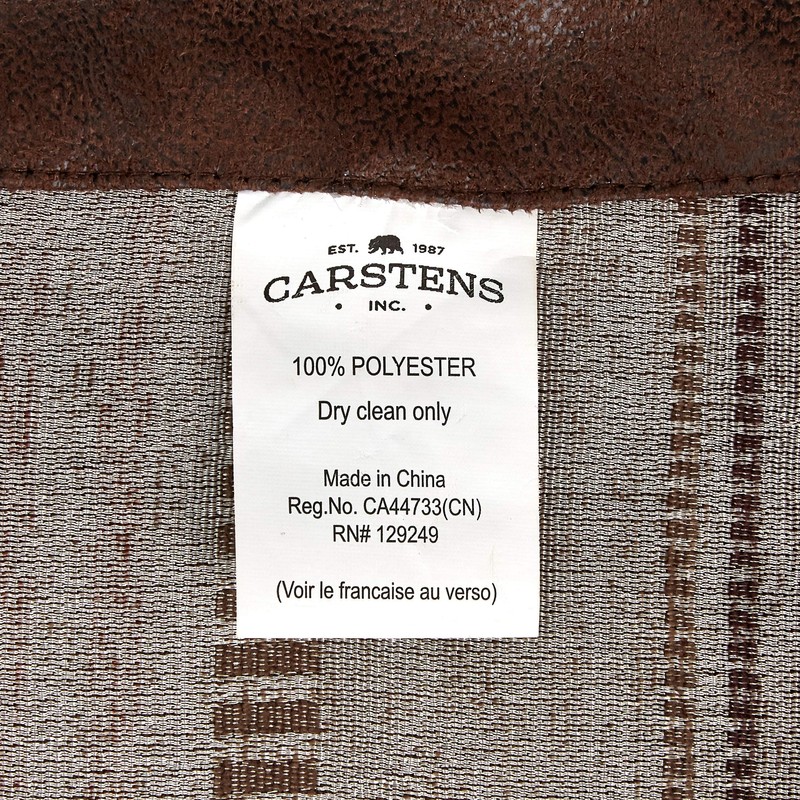 EST. 1987
CARSTENS
• INC. •
100% POLYESTER
Dry clean only
Made in China
Reg.No. CA44733(CN)
RN# 129249
(Voir le francaise au verso)